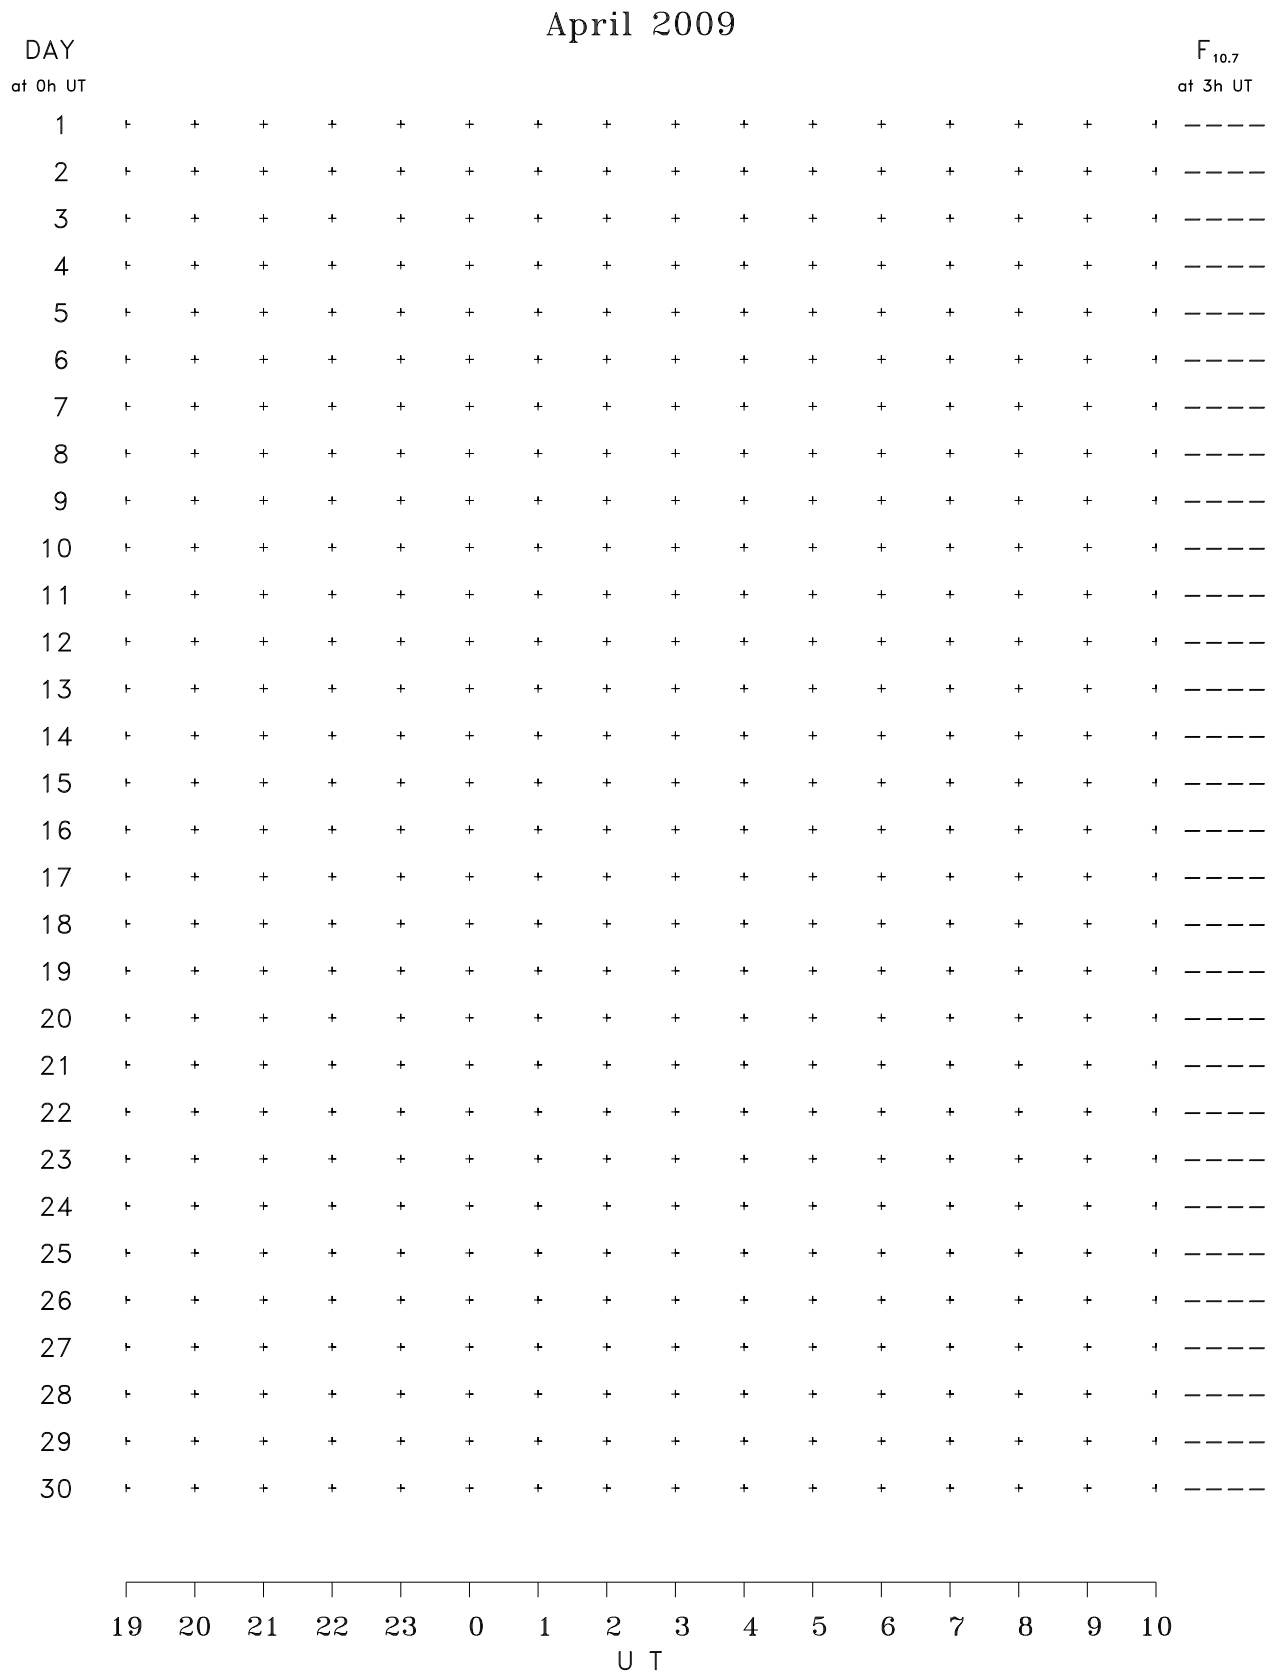 April 2009
DAY F10.7
at 0h UT at 3h UT
1 + + + + + + + + + + + + + + + + ————
2 + + + + + + + + + + + + + + + + ————
3 + + + + + + + + + + + + + + + + ————
4 + + + + + + + + + + + + + + + + ————
5 + + + + + + + + + + + + + + + + ————
6 + + + + + + + + + + + + + + + + ————
7 + + + + + + + + + + + + + + + + ————
8 + + + + + + + + + + + + + + + + ————
9 + + + + + + + + + + + + + + + + ————
10 + + + + + + + + + + + + + + + + ————
11 + + + + + + + + + + + + + + + + ————
12 + + + + + + + + + + + + + + + + ————
13 + + + + + + + + + + + + + + + + ————
14 + + + + + + + + + + + + + + + + ————
15 + + + + + + + + + + + + + + + + ————
16 + + + + + + + + + + + + + + + + ————
17 + + + + + + + + + + + + + + + + ————
18 + + + + + + + + + + + + + + + + ————
19 + + + + + + + + + + + + + + + + ————
20 + + + + + + + + + + + + + + + + ————
21 + + + + + + + + + + + + + + + + ————
22 + + + + + + + + + + + + + + + + ————
23 + + + + + + + + + + + + + + + + ————
24 + + + + + + + + + + + + + + + + ————
25 + + + + + + + + + + + + + + + + ————
26 + + + + + + + + + + + + + + + + ————
27 + + + + + + + + + + + + + + + + ————
28 + + + + + + + + + + + + + + + + ————
29 + + + + + + + + + + + + + + + + ————
30 + + + + + + + + + + + + + + + + ————
19 20 21 22 23 0 1 2 3 4 5 6 7 8 9 10
U T